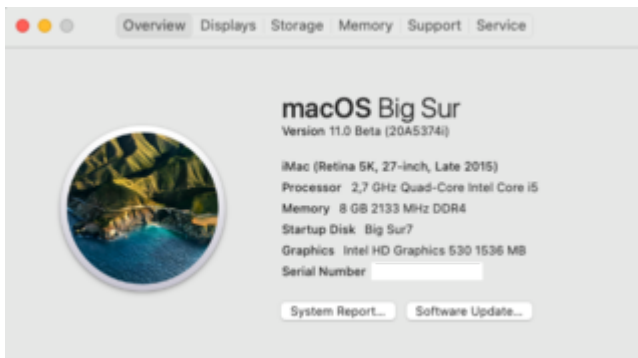 Overview Displays Storage Memory Support Service
macOS Big Sur
Version 11.0 Beta (20A5374i)
iMac (Retina 5K, 27-inch, Late 2015)
Processor 2,7 GHz Quad-Core Intel Core i5
Memory 8 GB 2133 MHz DDR4
Startup Disk Big Sur7
Graphics Intel HD Graphics 530 1536 MB
Serial Number
System Report... Software Update...